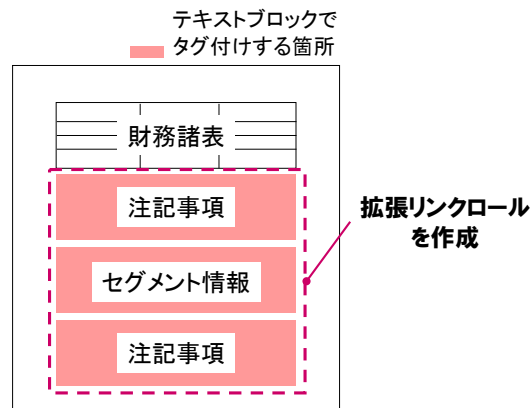 テキストブロックで
タグ付けする箇所
財務諸表
注記事項
拡張リンクロール
を作成
セグメント情報
注記事項